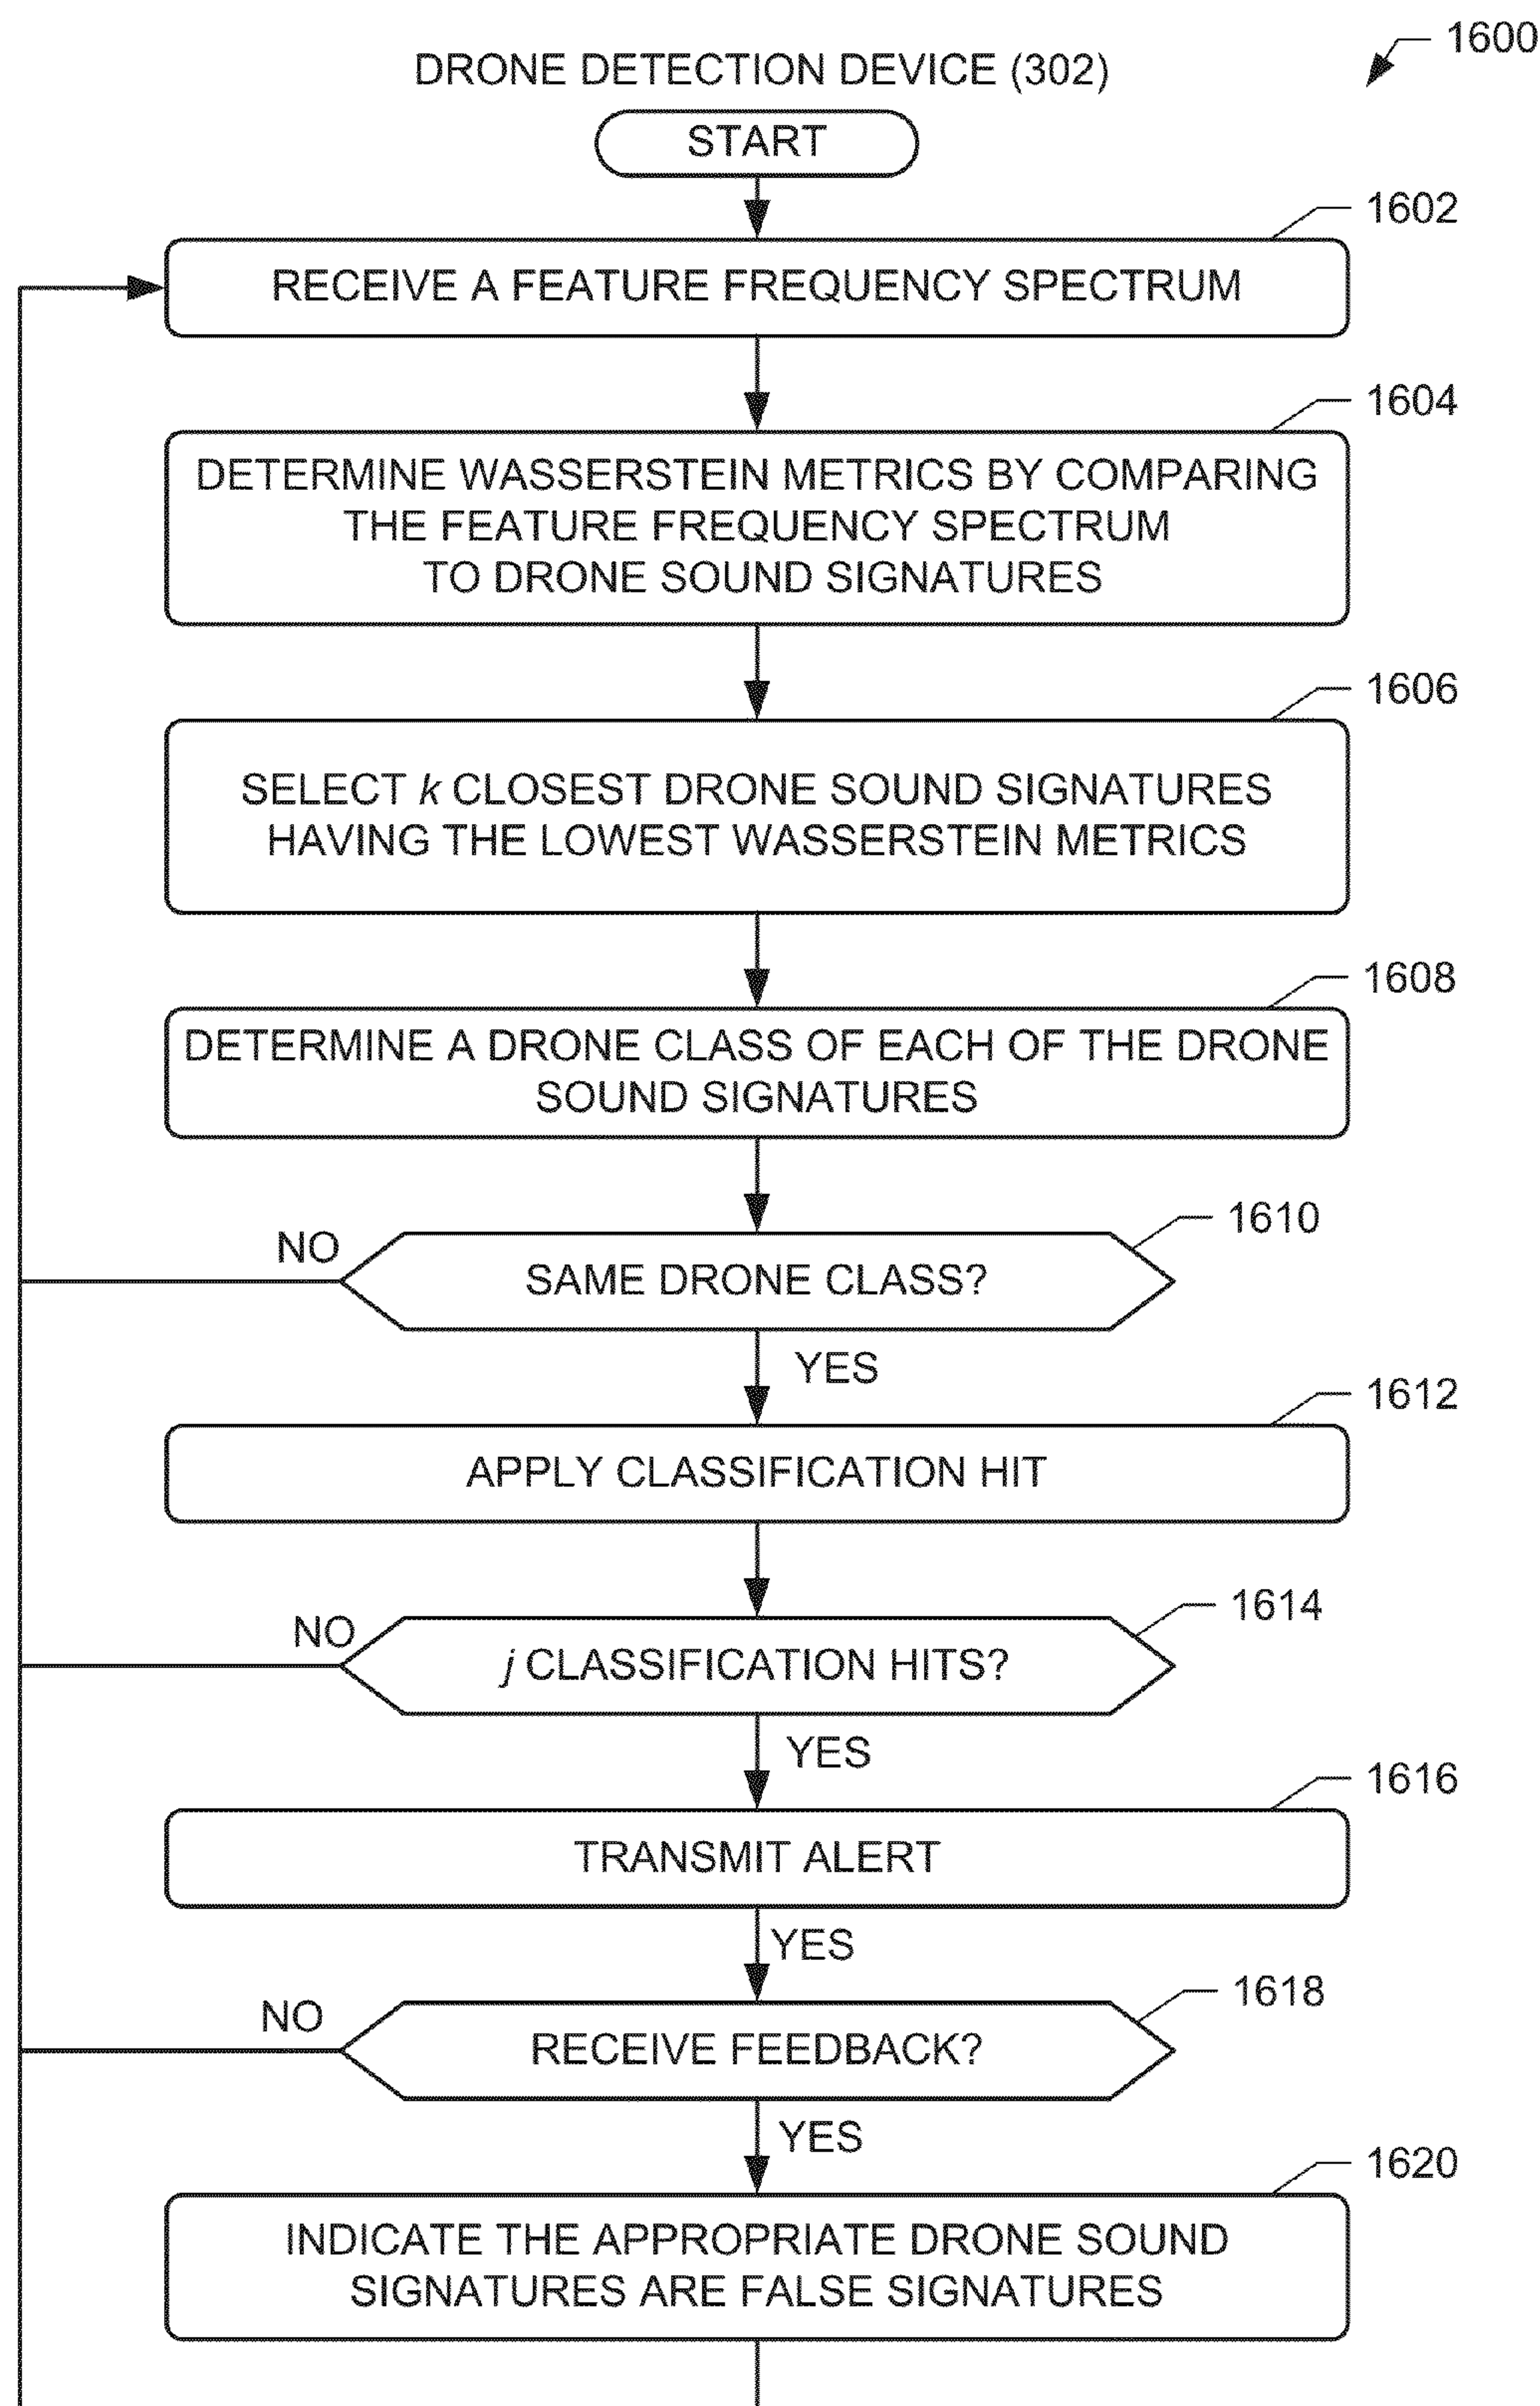 1600
DRONE DETECTION DEVICE (302)
START
1602
RECEIVE A FEATURE FREQUENCY SPECTRUM
1604
DETERMINE WASSERSTEIN METRICS BY COMPARING
THE FEATURE FREQUENCY SPECTRUM
TO DRONE SOUND SIGNATURES
1606
SELECT k CLOSEST DRONE SOUND SIGNATURES
HAVING THE LOWEST WASSERSTEIN METRICS
1608
DETERMINE A DRONE CLASS OF EACH OF THE DRONE
SOUND SIGNATURES
1610
NO
SAME DRONE CLASS?
YES
1612
APPLY CLASSIFICATION HIT
1614
NO
j CLASSIFICATION HITS?
YES
1616
TRANSMIT ALERT
YES
1618
NO
RECEIVE FEEDBACK?
YES
1620
INDICATE THE APPROPRIATE DRONE SOUND
SIGNATURES ARE FALSE SIGNATURES